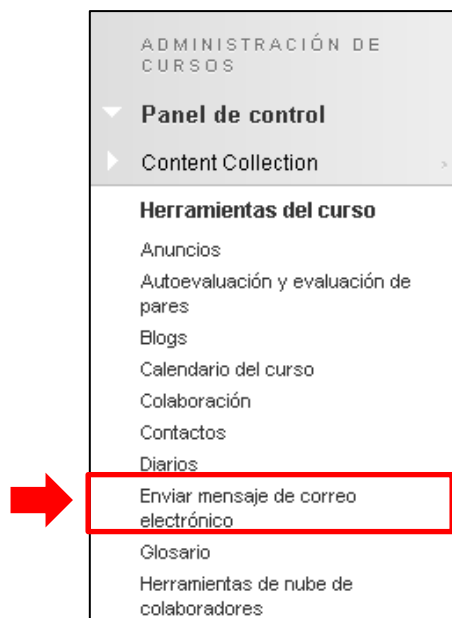 ADMINISTRACIÓN DE
CURSOS
Panel de control
Content Collection
Herramientas del curso
Anuncios
Autoevaluación y evaluación de
pares
Blogs
Calendario del curso
Colaboración
Contactos
Diarios
Enviar mensaje de correo
electrónico
Glosario
Herramientas de nube de
colaboradores